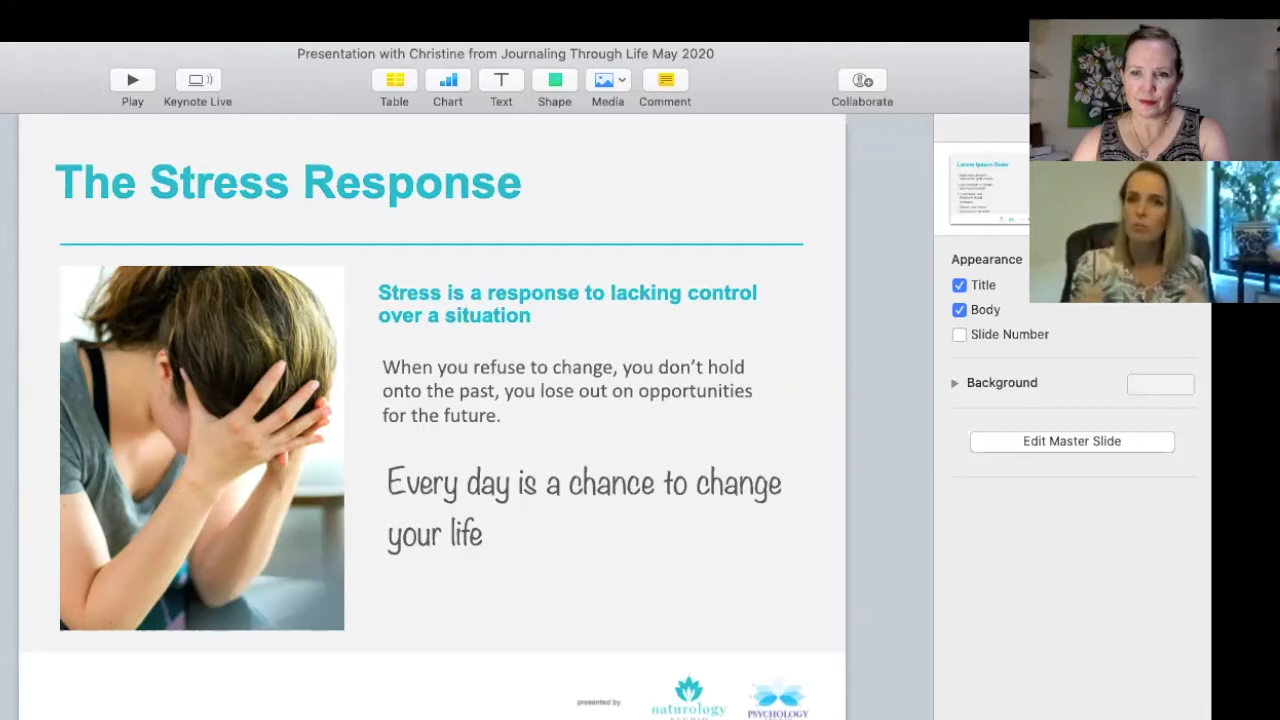 Presentation with Christine from Journaling Through Life May 2020
Play
Keynote Live
Table
Chart
Text
Shape
Media
Comment
Collaborate
The Stress Response
Stress is a response to lacking control
over a situation
When you refuse to change, you don't hold
onto the past, you lose out on opportunities
for the future.
Every day is a chance to change
your life
presented by
naturology
PSYCHOLOGY
Lorem Ipsum Dolor
Appearance
Title
Body
Slide Number
Background
Edit Master Slide